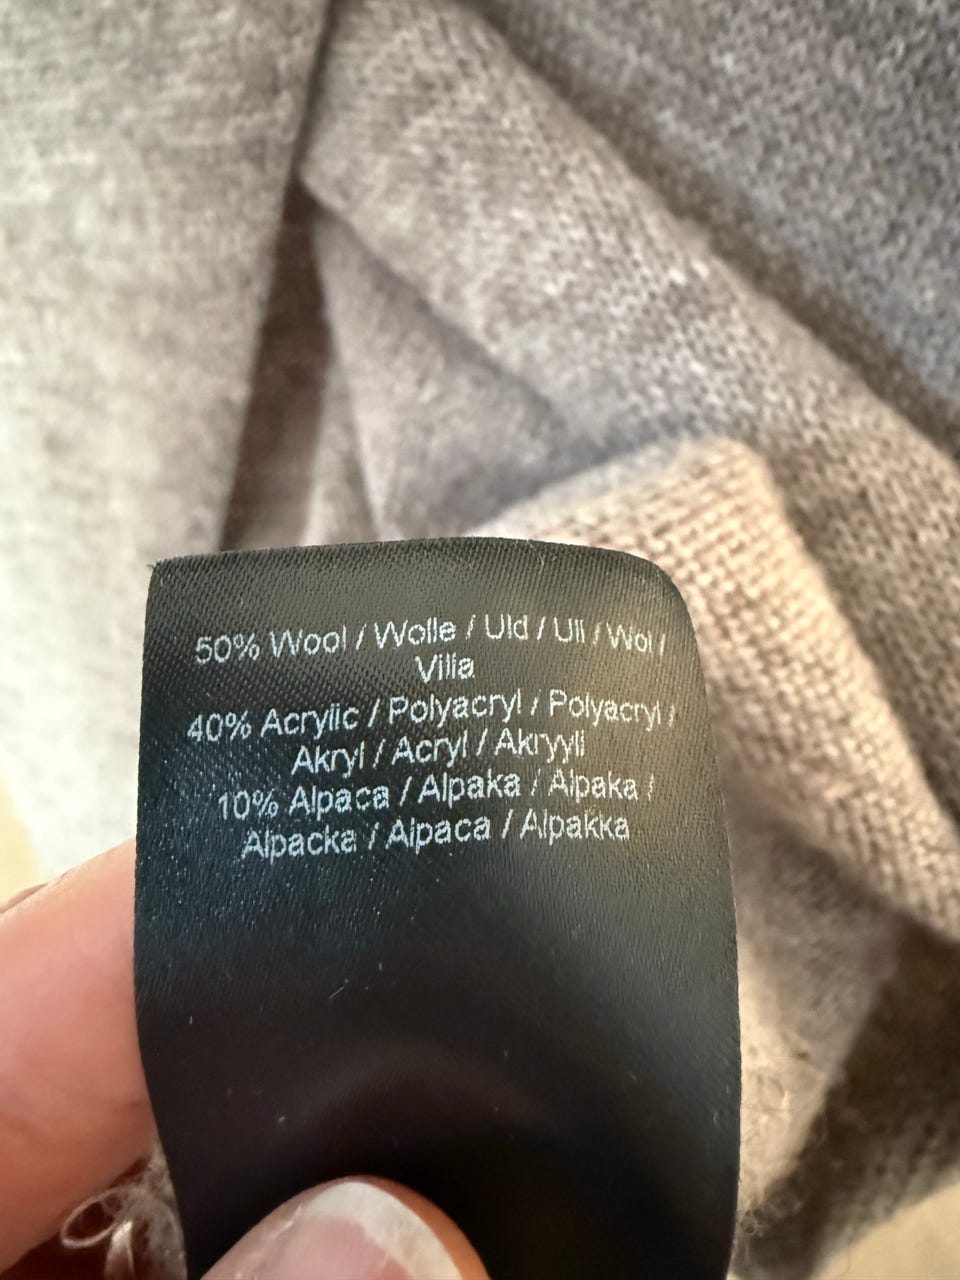 50% Wool / Wolle / Uld / Ull / Wol /
Villa
40% Acrylic / Polyacryl / Polyacryl /
Akryl / Acryl / Akryyli
10% Alpaca / Alpaka / Alpaka /
Alpacka / Alpaca / Alpakka